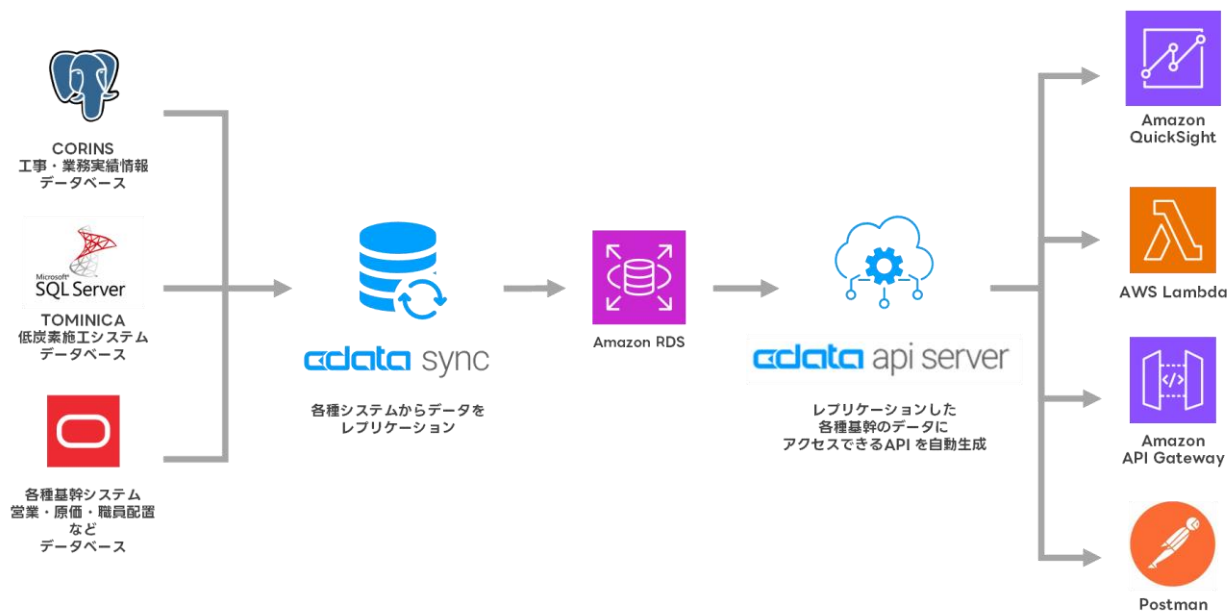 CORINS
工事・業務実績情報
データベース
Microsoft®
SQL Server
TOMINICA
低炭素施工システム
データベース
各種基幹システム
営業・原価・職員配置
など
データベース
cdata sync
各種システムからデータを
レプリケーション
Amazon RDS
cdata api server
レプリケーションした
各種基幹のデータに
アクセスできるAPI を自動生成
Amazon
QuickSight
AWS Lambda
Amazon
API Gateway
Postman